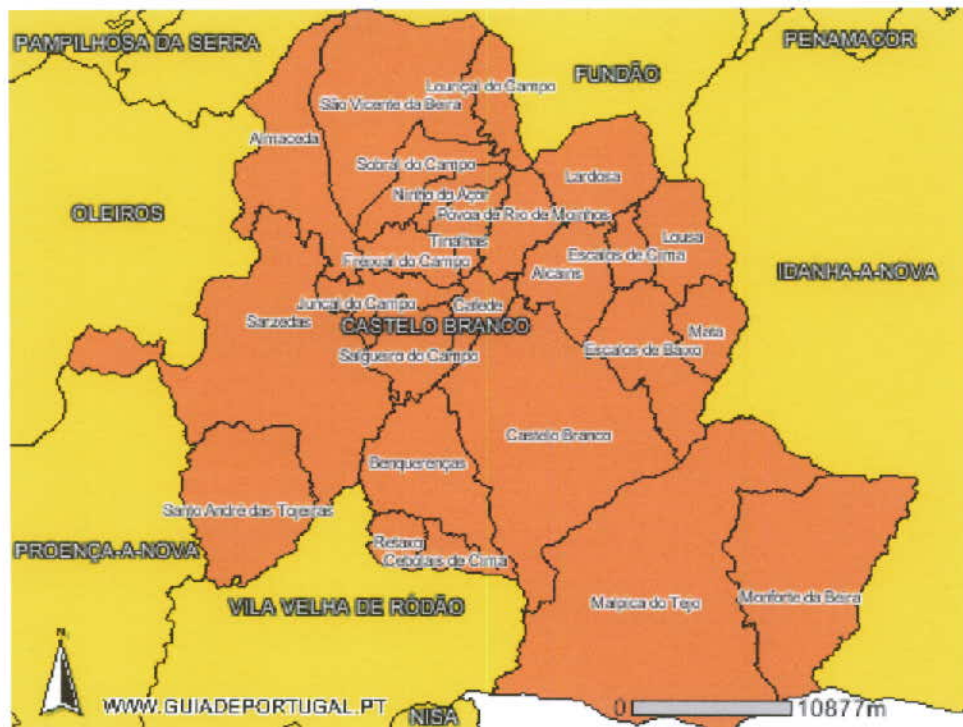 PAMPILHOSA DA SERRA
PENAMACOR
FUNDÃO
Louriçal do Campo
São Vicente da Beira
Almaceda
Sobral do Campo
Lardosa
Ninho do Açor
OLEIROS
Póvoa de Rio de Moinhos
Tinalhas
Lousa
Freixial do Campo
Escalos de Cima
Alcains
IDANHA-A-NOVA
Juncal do Campo
Cafede
Sarzedas
CASTELO BRANCO
Mata
Salgueiro do Campo
Escalos de Baixo
Castelo Branco
Benquerenças
Santo André das Tojeiras
Retaxo
PROENÇA-A-NOVA
Cebolais de Cima
Malpica do Tejo
Monforte da Beira
VILA VELHA DE RÓDÃO
N
WWW.GUIADEPORTUGAL.PT
0 10877m
NISA